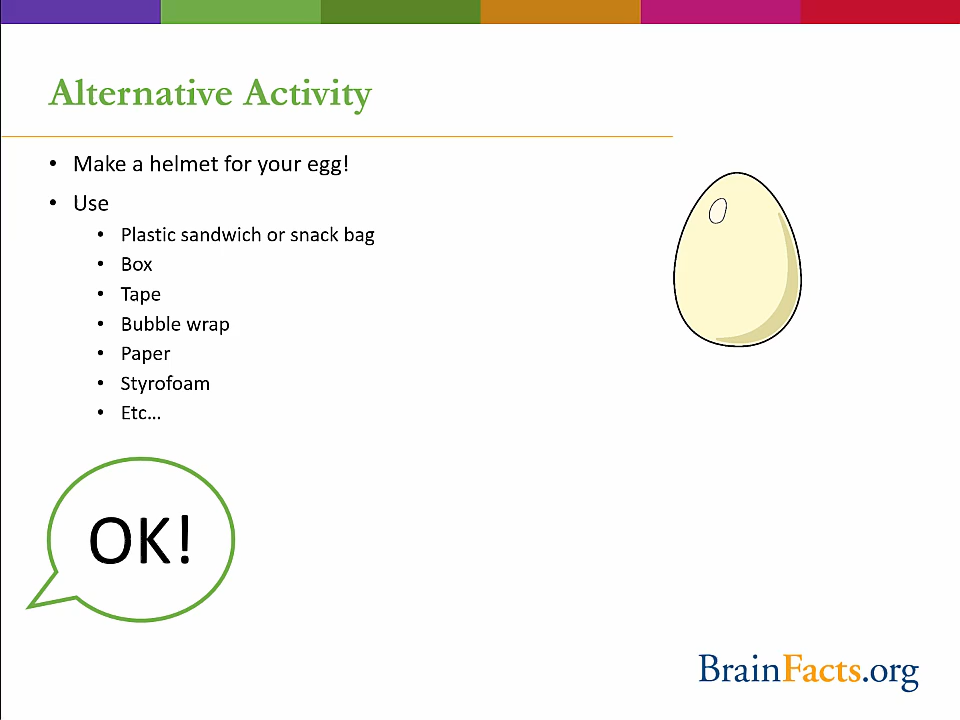 Alternative Activity
• Make a helmet for your egg!
• Use
• Plastic sandwich or snack bag
• Box
• Tape
• Bubble wrap
• Paper
• Styrofoam
• Etc…
OK!
BrainFacts.org